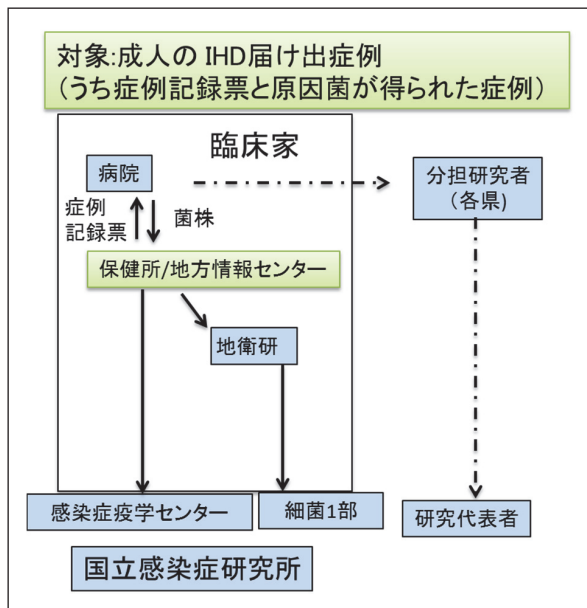 対象:成人の IHD届け出症例
(うち症例記録票と原因菌が得られた症例)
臨床家
病院
分担研究者
(各県)
症例
記録票
菌株
保健所/地方情報センター
地衛研
感染症疫学センター
細菌1部
研究代表者
国立感染症研究所